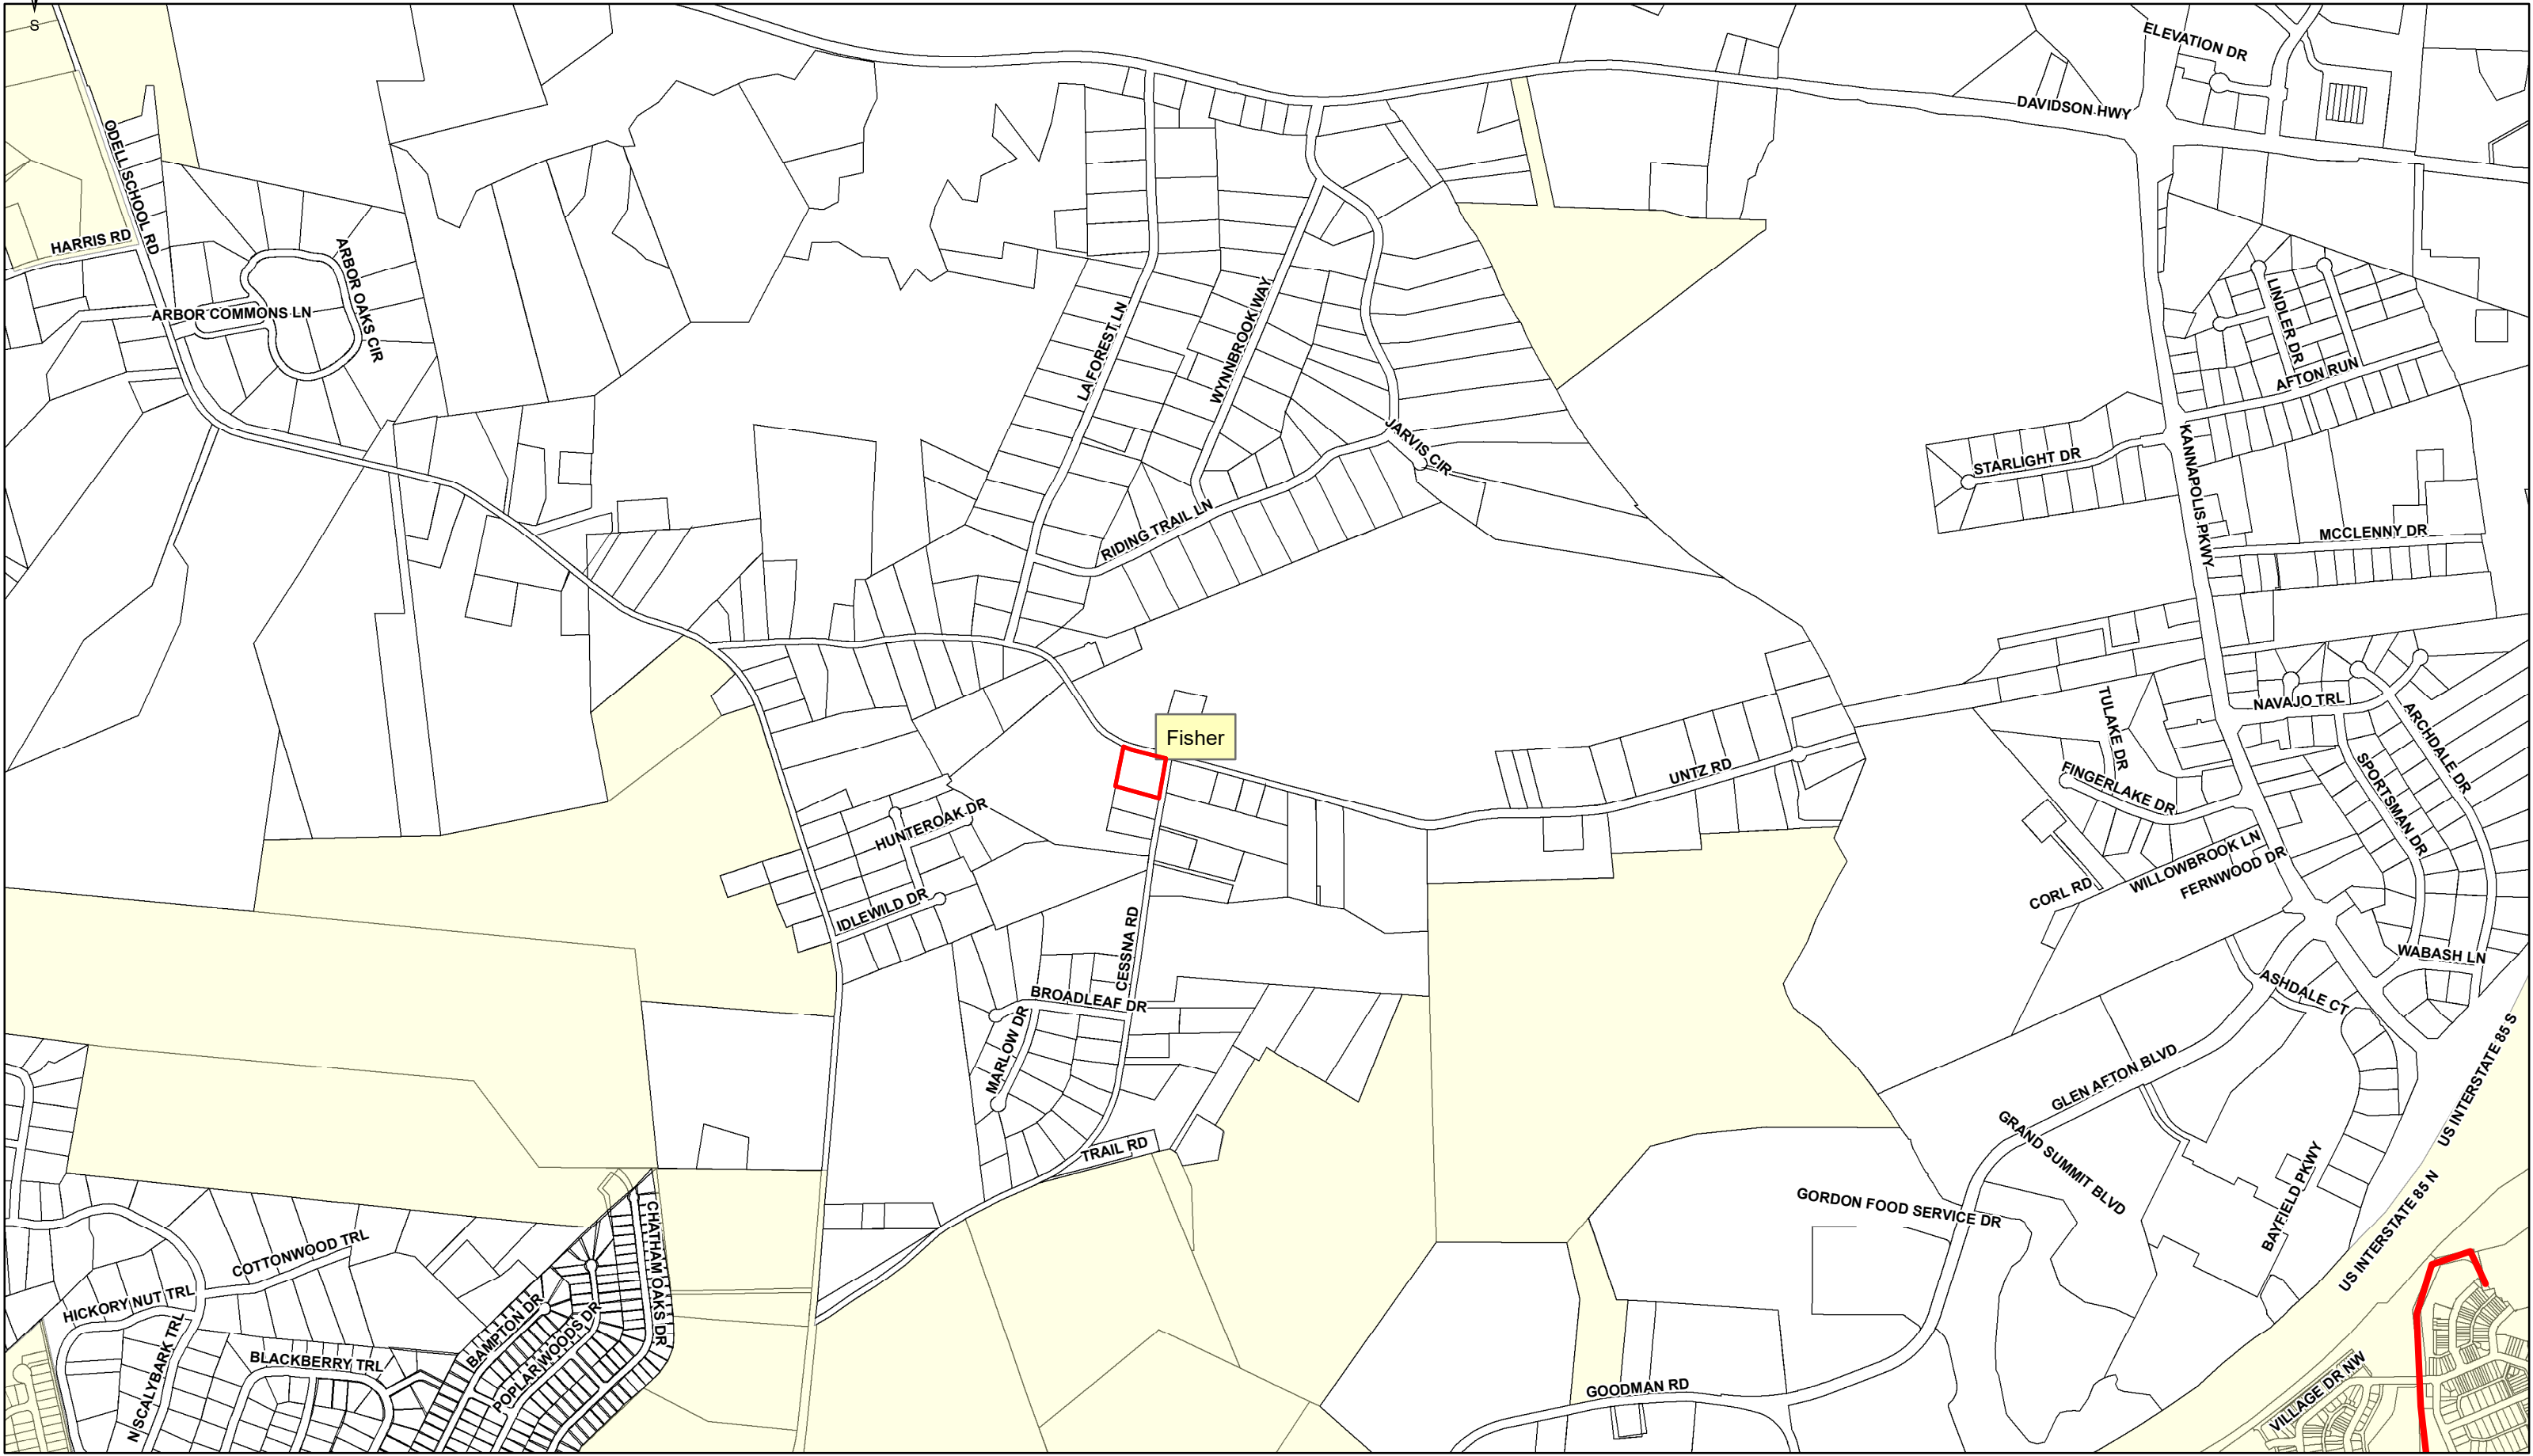 S
ELEVATION DR
DAVIDSON HWY
ODELL SCHOOL RD
HARRIS RD
ARBOR OAKS CIR
ARBOR COMMONS LN
LA FOREST LN
WYNNBROOK WAY
LINDLER DR
AFTON RUN
JARVIS CIR
STARLIGHT DR
KANNAPOLIS PKWY
RIDING TRAIL LN
MCCLENNY DR
NAVAJO TRL
TULAKE DR
ARCHDALE DR
Fisher
UNTZ RD
FINGERLAKE DR
SPORTSMAN DR
HUNTEROAK DR
WILLOWBROOK LN
FERNWOOD DR
CORL RD
IDLEWILD DR
CESSNA RD
WABASH LN
BROADLEAF DR
ASHDALE CT
MARLOW DR
GLEN AFTON BLVD
US INTERSTATE 85 S
TRAIL RD
GRAND SUMMIT BLVD
GORDON FOOD SERVICE DR
BAYFIELD PKWY
US INTERSTATE 85 N
CHATHAM OAKS DR
COTTONWOOD TRL
HICKORY NUT TRL
BAMPTON DR
POPLAR WOODS DR
N SCALYBARK TRL
BLACKBERRY TRL
GOODMAN RD
VILLAGE DR NW